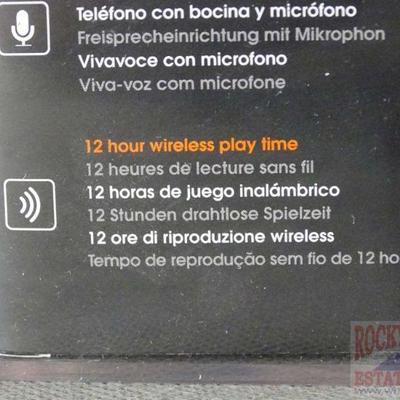 Teléfono con bocina y micrófono
Freisprecheinrichtung mit Mikrophon
Vivavoce con microfono
Viva-voz com microfone
12 hour wireless play time
12 heures de lecture sans fil
12 horas de juego inalámbrico
12 Stunden drahtlose Spielzeit
12 ore di riproduzione wireless
Tempo de reprodução sem fio de 12 ho
ROCKY
ESTAT